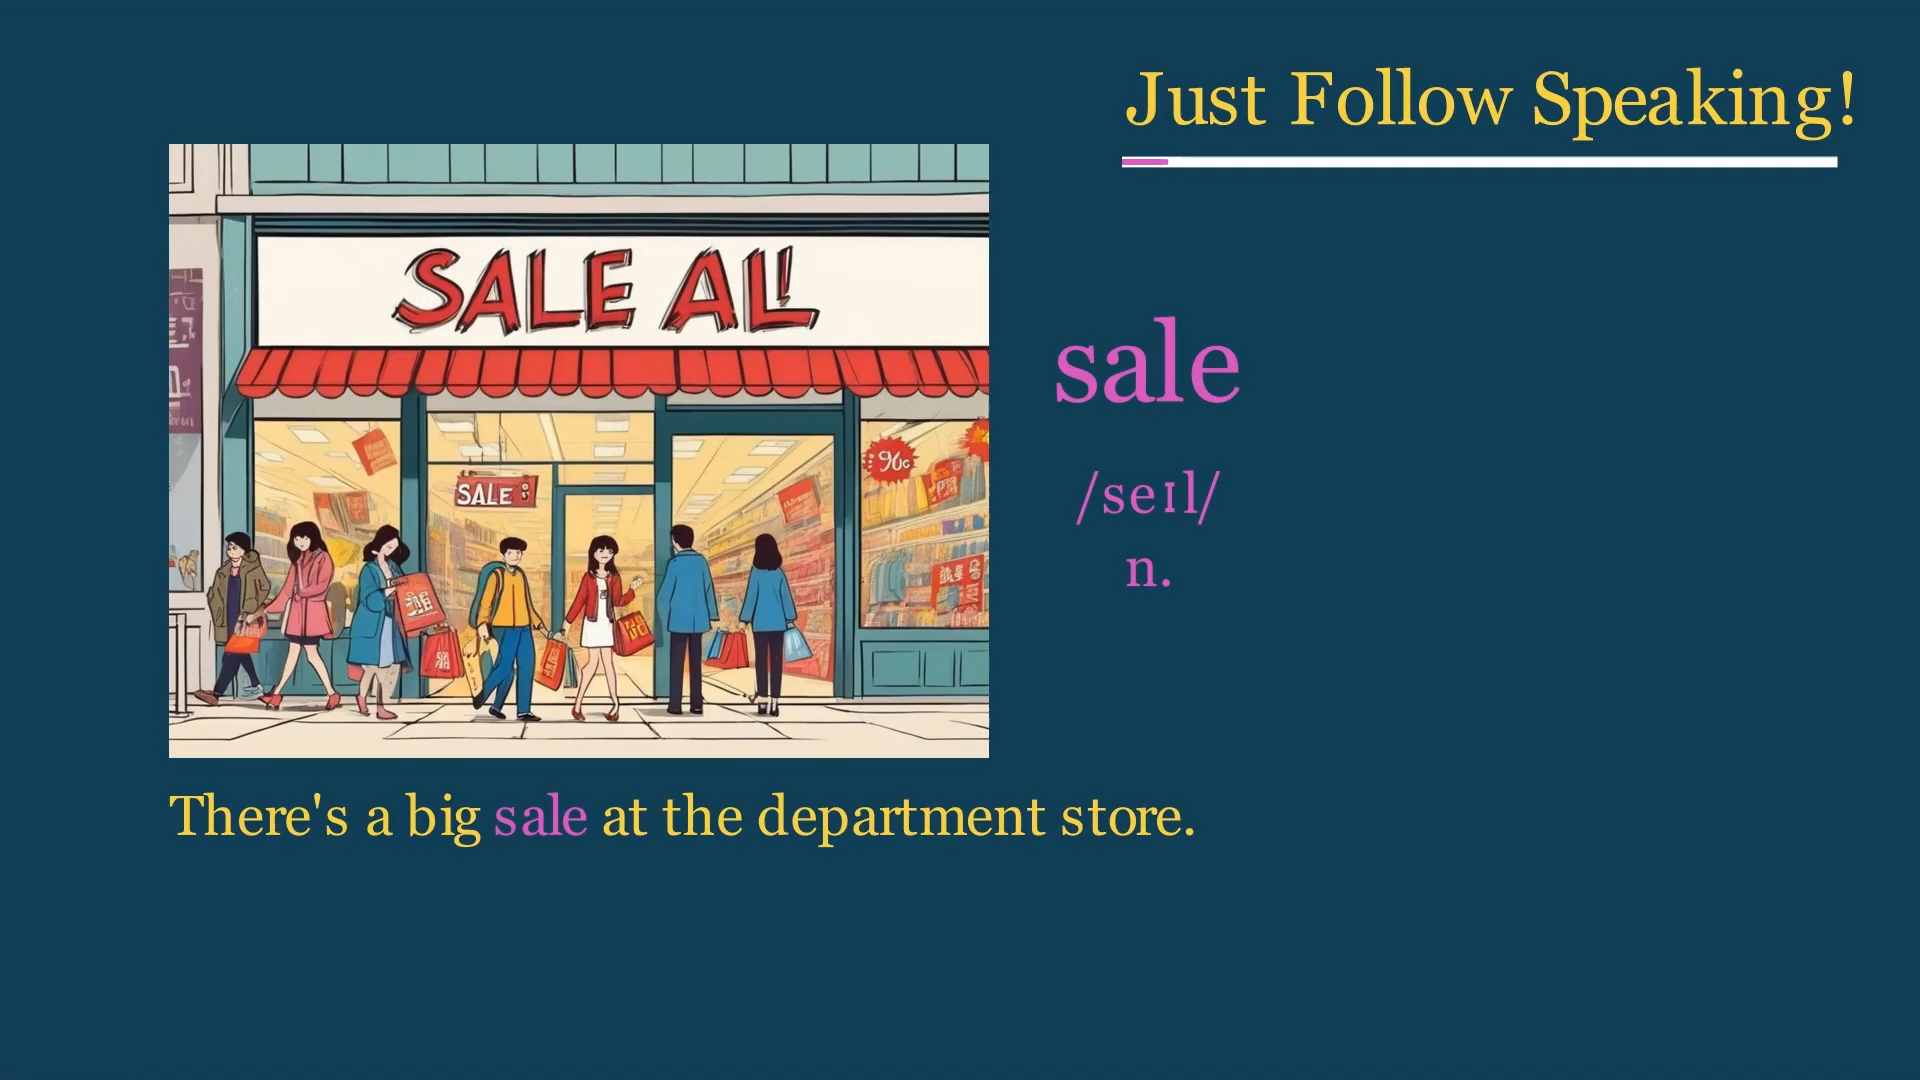 Just Follow Speaking!
SALE AL!
SALE
sale
/seɪl/
n.
There's a big sale at the department store.